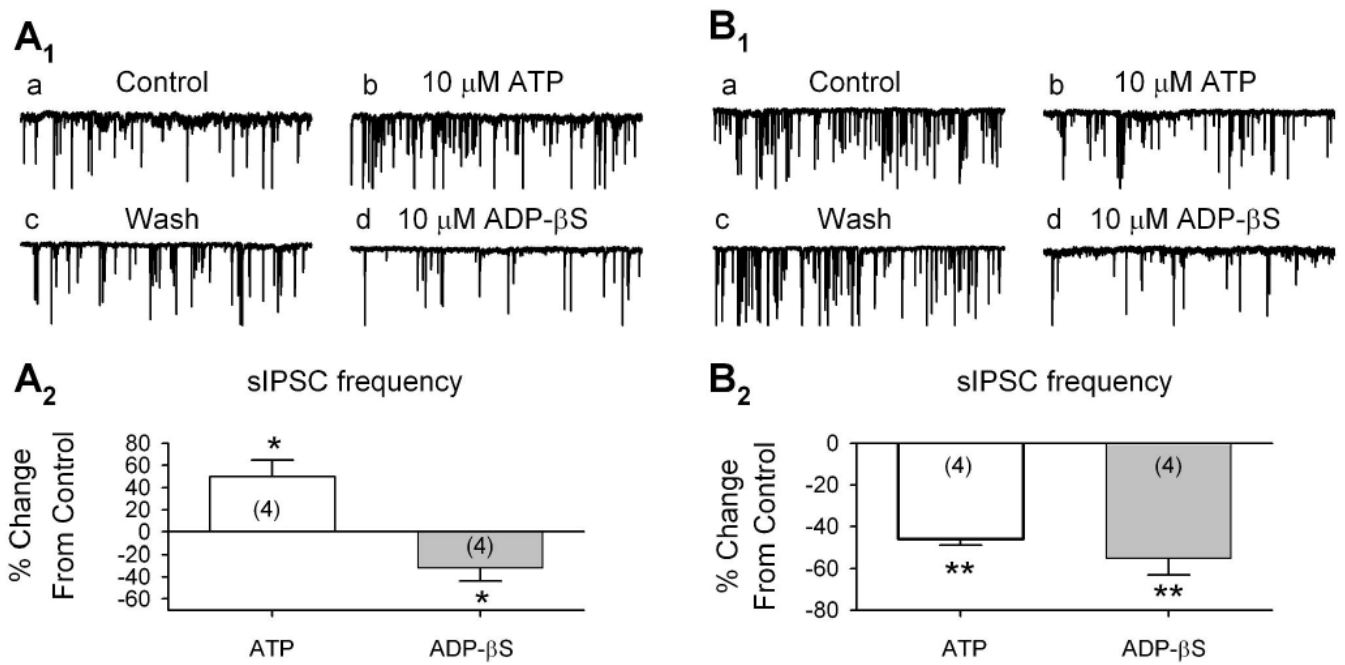 A1
a Control
b 10 μM ATP
c Wash
d 10 μM ADP-βS
B1
a Control
b 10 μM ATP
c Wash
d 10 μM ADP-βS
A2
sIPSC frequency
% Change
From Control
80
60
40
20
0
-20
-40
-60
*
(4)
(4)
*
ATP
ADP-βS
B2
sIPSC frequency
% Change
From Control
0
-20
-40
-60
-80
(4)
(4)
**
**
ATP
ADP-βS